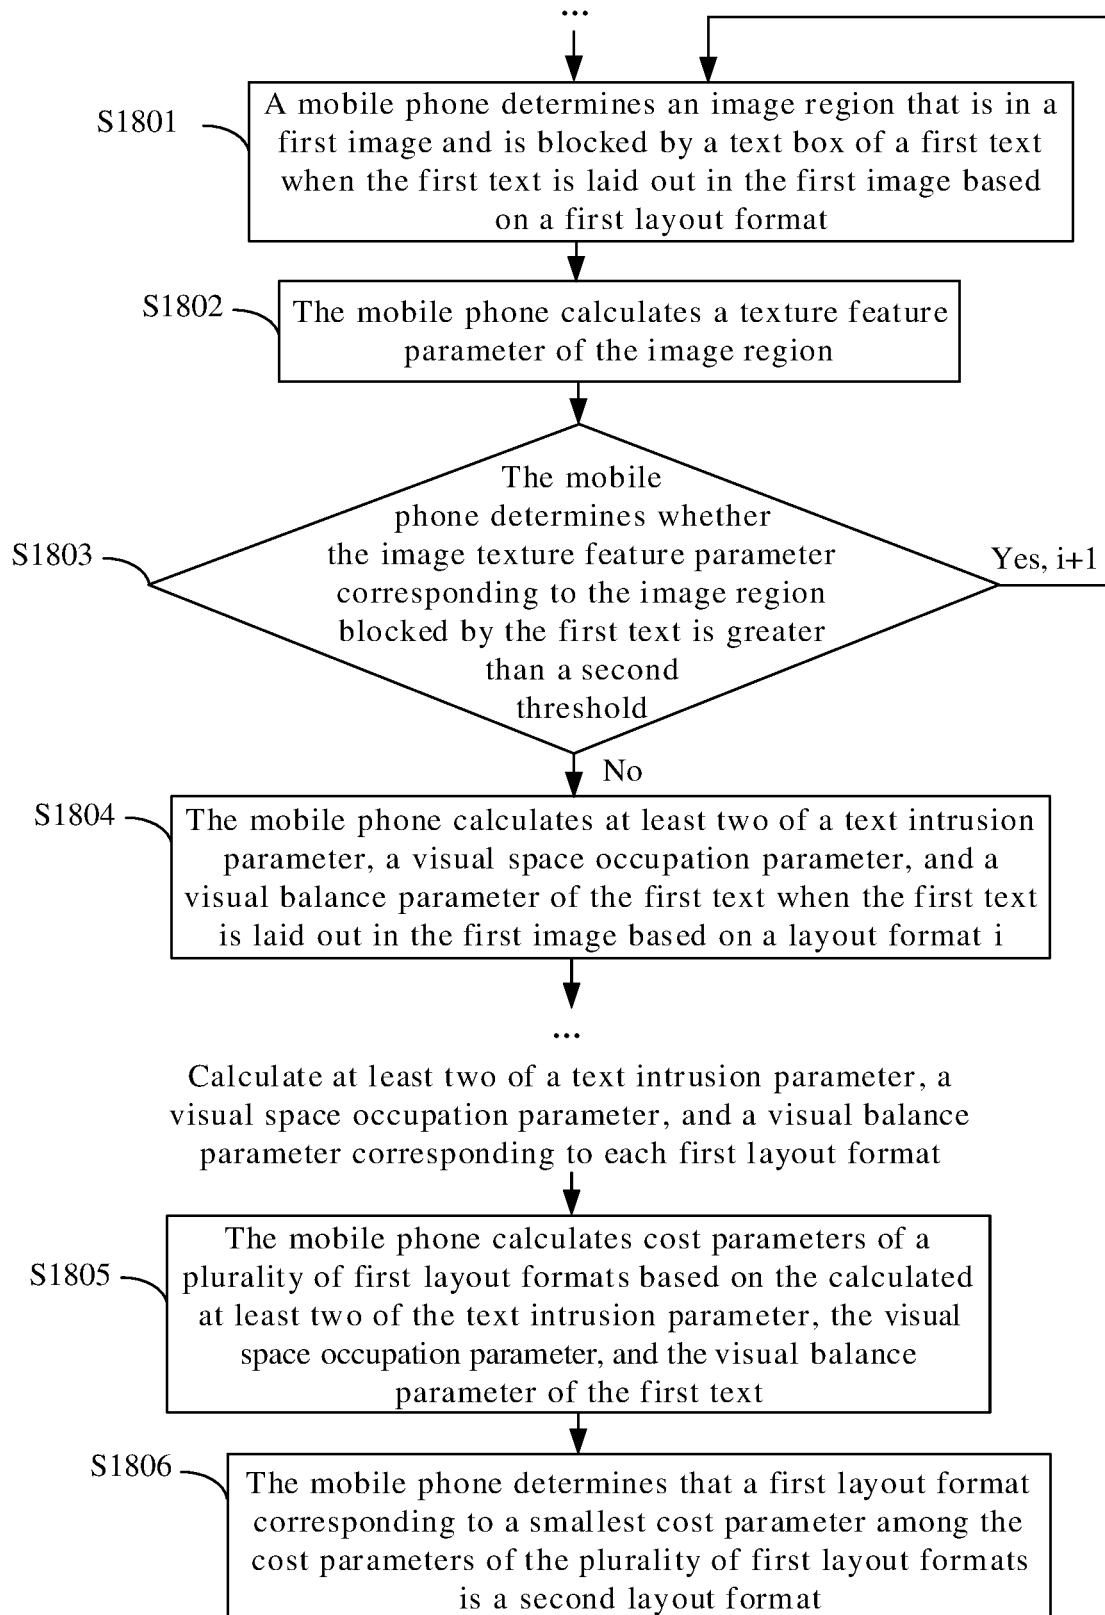 ...
S1801
A mobile phone determines an image region that is in a
first image and is blocked by a text box of a first text
when the first text is laid out in the first image based
on a first layout format
S1802
The mobile phone calculates a texture feature
parameter of the image region
S1803
The mobile
phone determines whether
the image texture feature parameter
corresponding to the image region
blocked by the first text is greater
than a second
threshold
Yes, i+1
No
S1804
The mobile phone calculates at least two of a text intrusion
parameter, a visual space occupation parameter, and a
visual balance parameter of the first text when the first text
is laid out in the first image based on a layout format i
...
Calculate at least two of a text intrusion parameter, a
visual space occupation parameter, and a visual balance
parameter corresponding to each first layout format
S1805
The mobile phone calculates cost parameters of a
plurality of first layout formats based on the calculated
at least two of the text intrusion parameter, the visual
space occupation parameter, and the visual balance
parameter of the first text
S1806
The mobile phone determines that a first layout format
corresponding to a smallest cost parameter among the
cost parameters of the plurality of first layout formats
is a second layout format